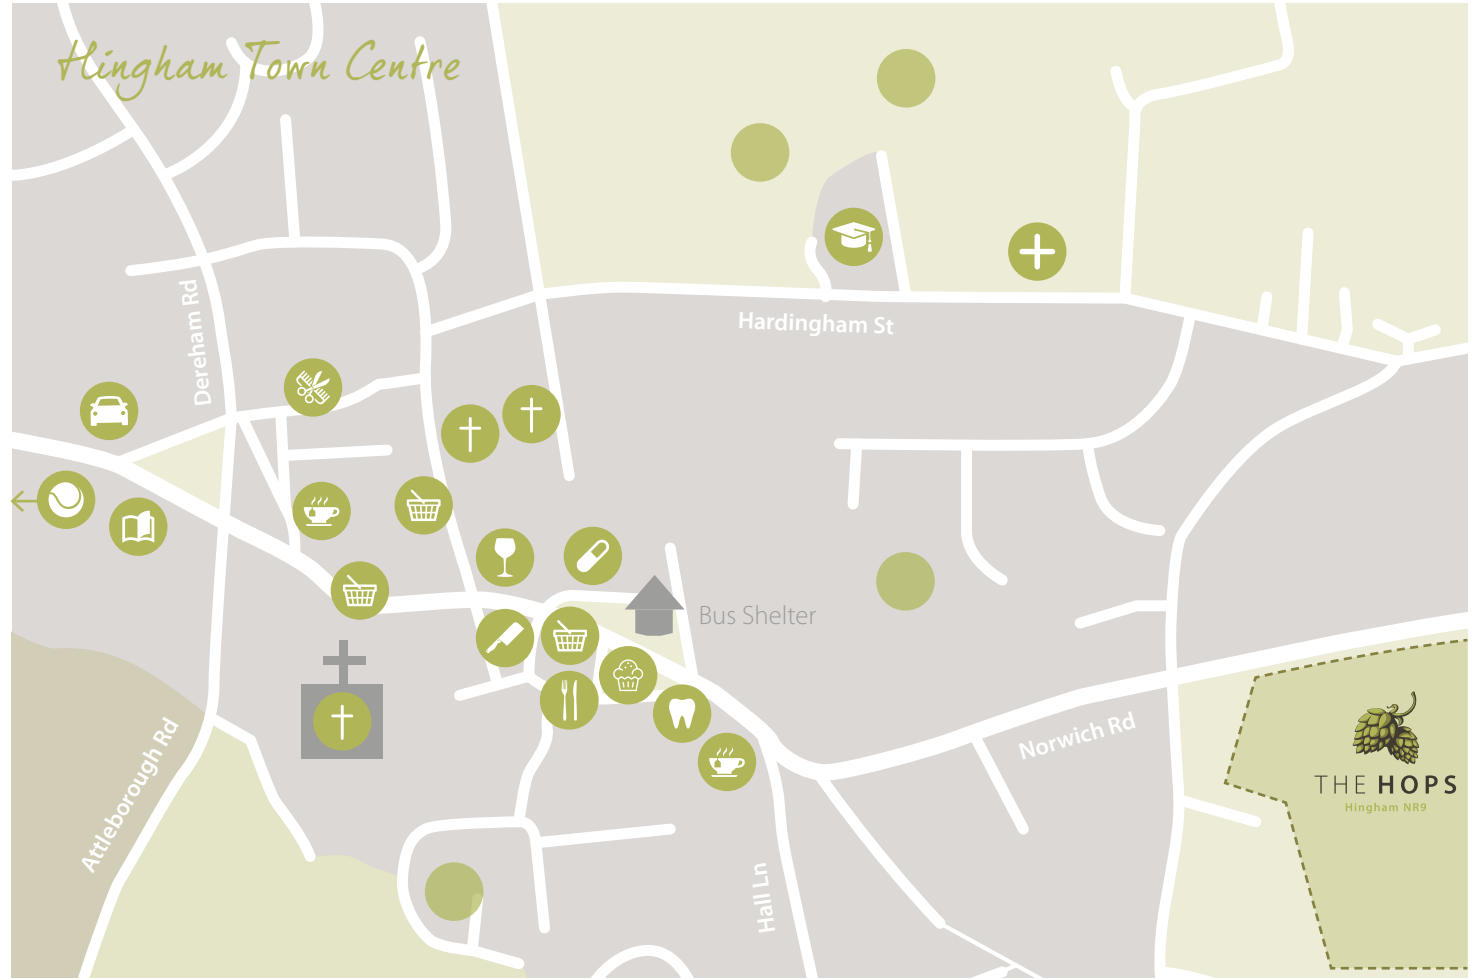 Hingham Town Centre
Dereham Rd
Hardingham St
Bus Shelter
Attleborough Rd
Norwich Rd
Hall Ln
THE HOPS
Hingham NR9